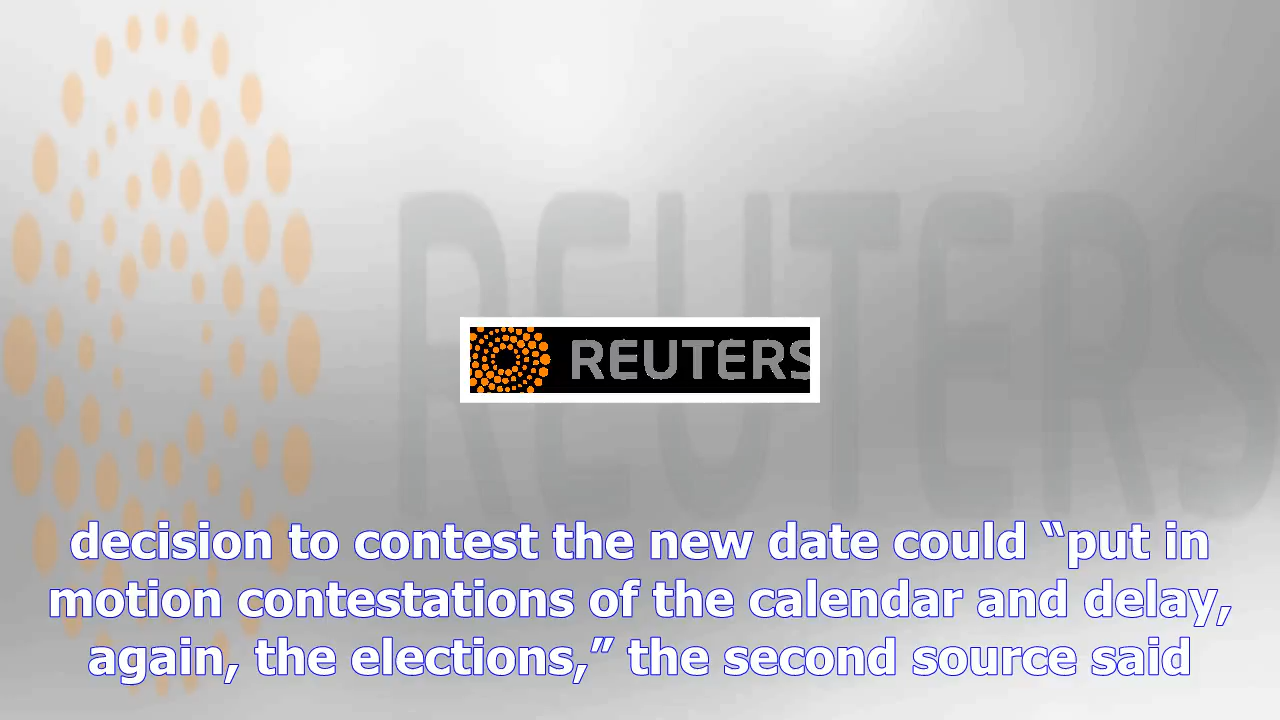 REUTERS
REUTERS
decision to contest the new date could “put in
motion contestations of the calendar and delay,
again, the elections,” the second source said